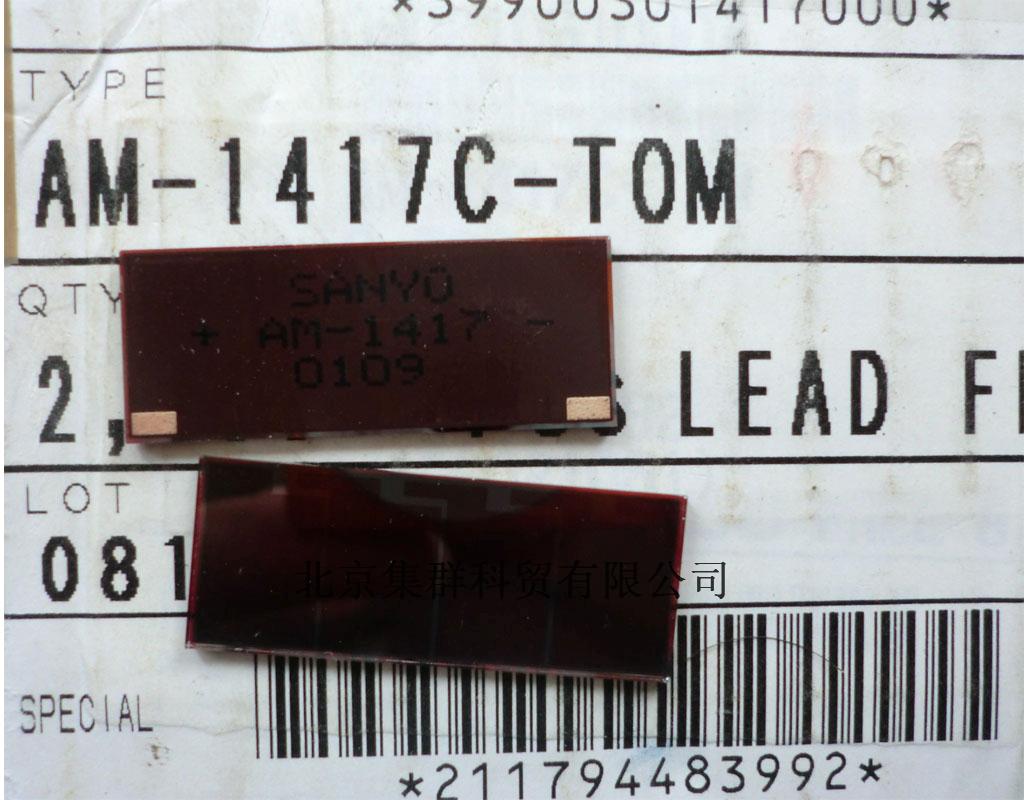 *39900301417000*
TYPE
AM-1417C-TOM
QTY
SANYO
+ AM-1417 -
0109
2, LEAD
LOT
081
北京集群科贸有限公司
SPECIAL
*211794483992*